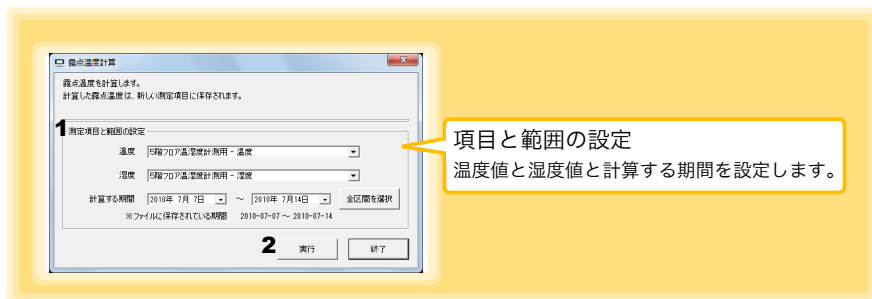 露点温度計算
露点温度を計算します。
計算した露点温度は、新しい測定項目に保存されます。
1
測定項目と範囲の設定
温度 5階フロア温湿度計測用 - 温度
湿度 5階フロア温湿度計測用 - 湿度
計算する期間 2010年 7月 7日 ～ 2010年 7月14日 全区間を選択
※ファイルに保存されている期間 2010-07-07 ～ 2010-07-14
2 実行 終了
項目と範囲の設定
温度値と湿度値と計算する期間を設定します。